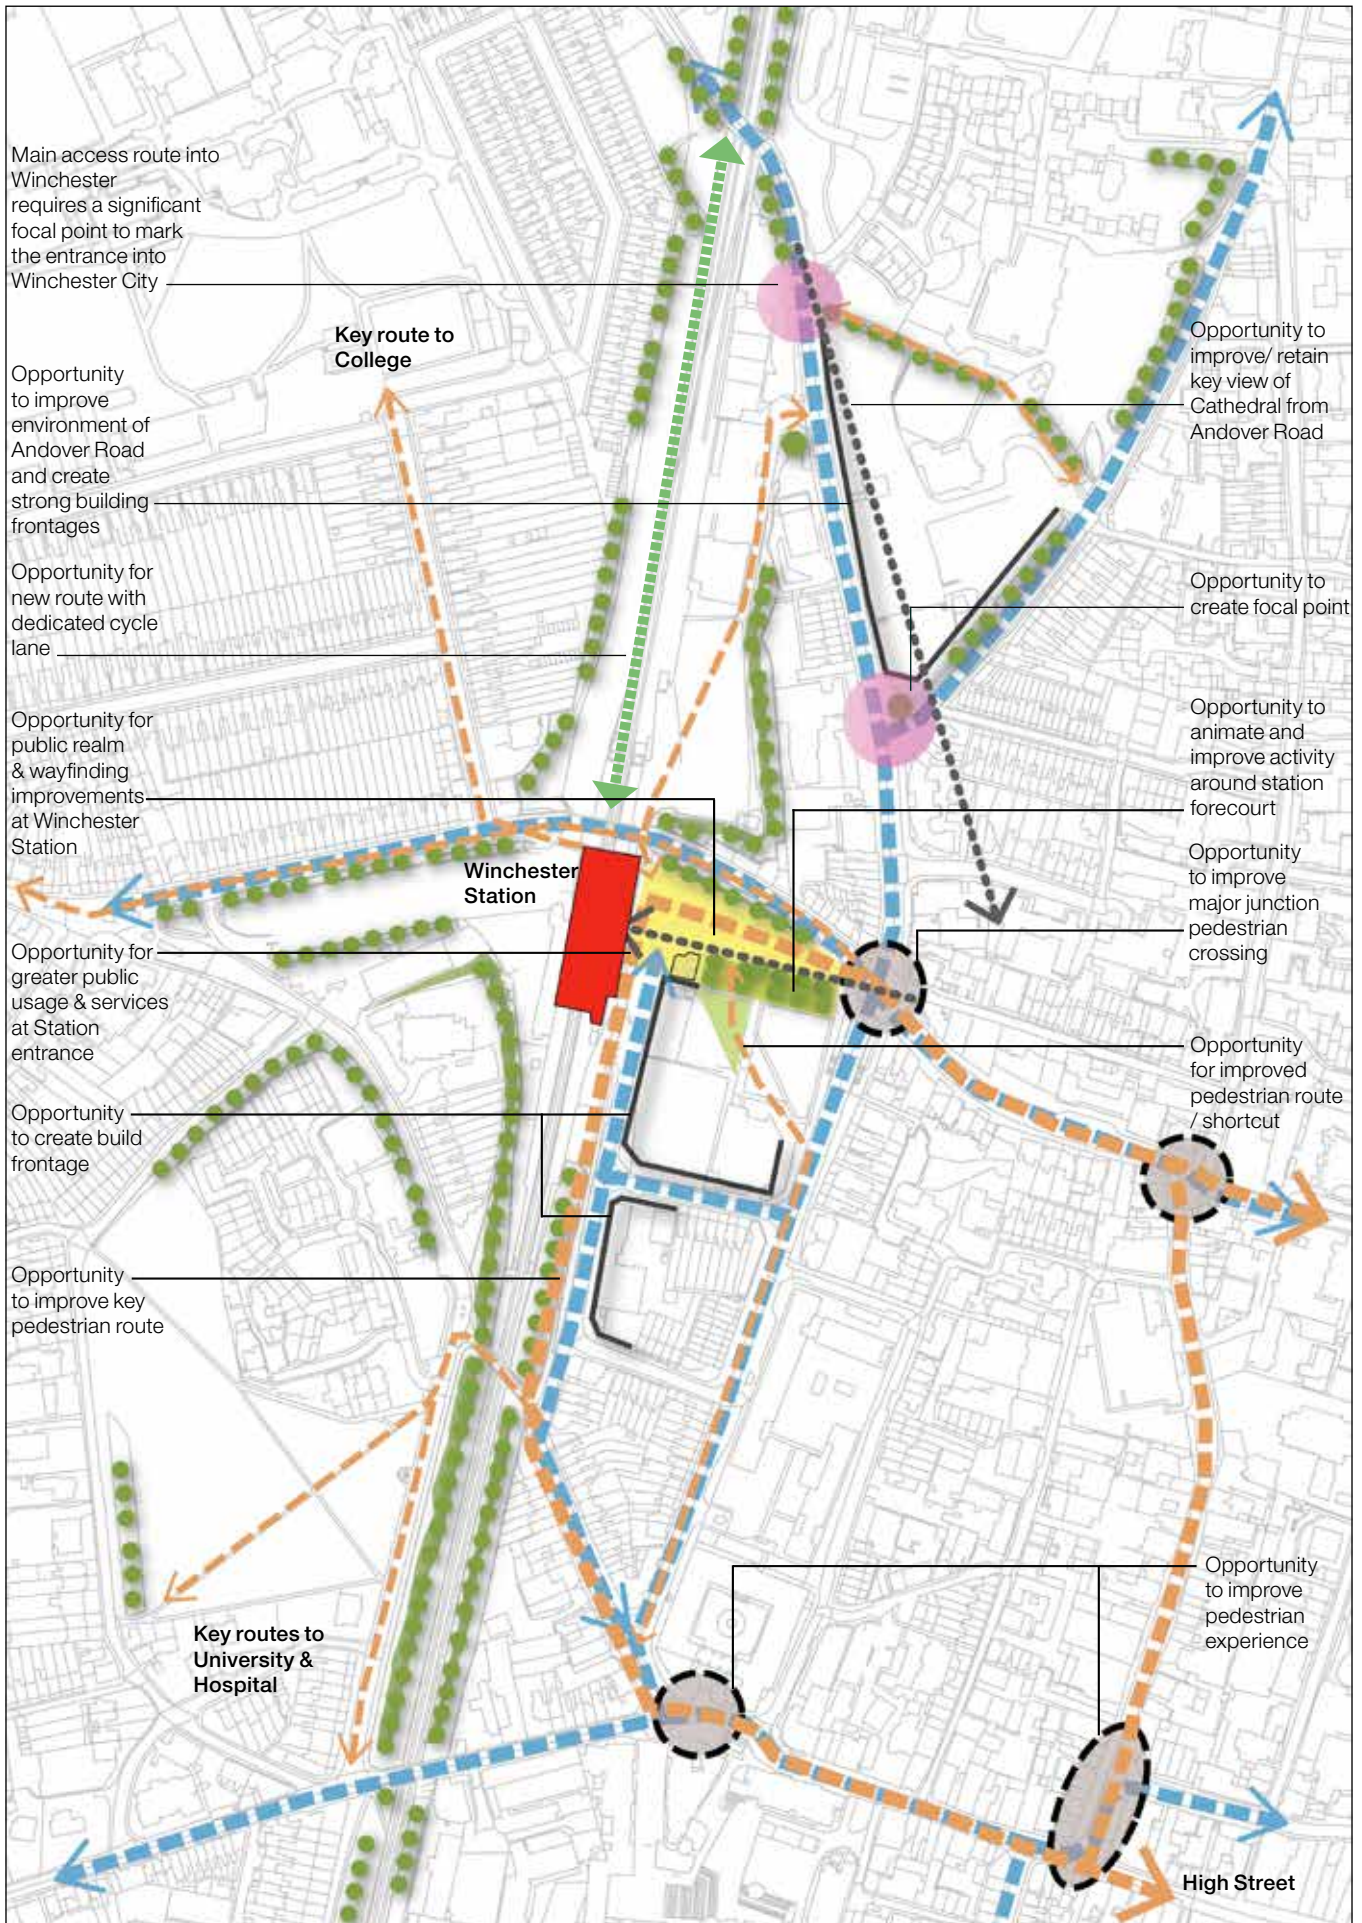 Main access route into
Winchester
requires a significant
focal point to mark
the entrance into
Winchester City
Key route to
College
Opportunity
to improve
environment of
Andover Road
and create
strong building
frontages
Opportunity for
new route with
dedicated cycle
lane
Opportunity for
public realm
& wayfinding
improvements
at Winchester
Station
Winchester
Station
Opportunity for
greater public
usage & services
at Station
entrance
Opportunity
to create build
frontage
Opportunity
to improve key
pedestrian route
Key routes to
University &
Hospital
Opportunity to
improve/ retain
key view of
Cathedral from
Andover Road
Opportunity to
create focal point
Opportunity to
animate and
improve activity
around station
forecourt
Opportunity
to improve
major junction
pedestrian
crossing
Opportunity
for improved
pedestrian route
/ shortcut
Opportunity
to improve
pedestrian
experience
High Street